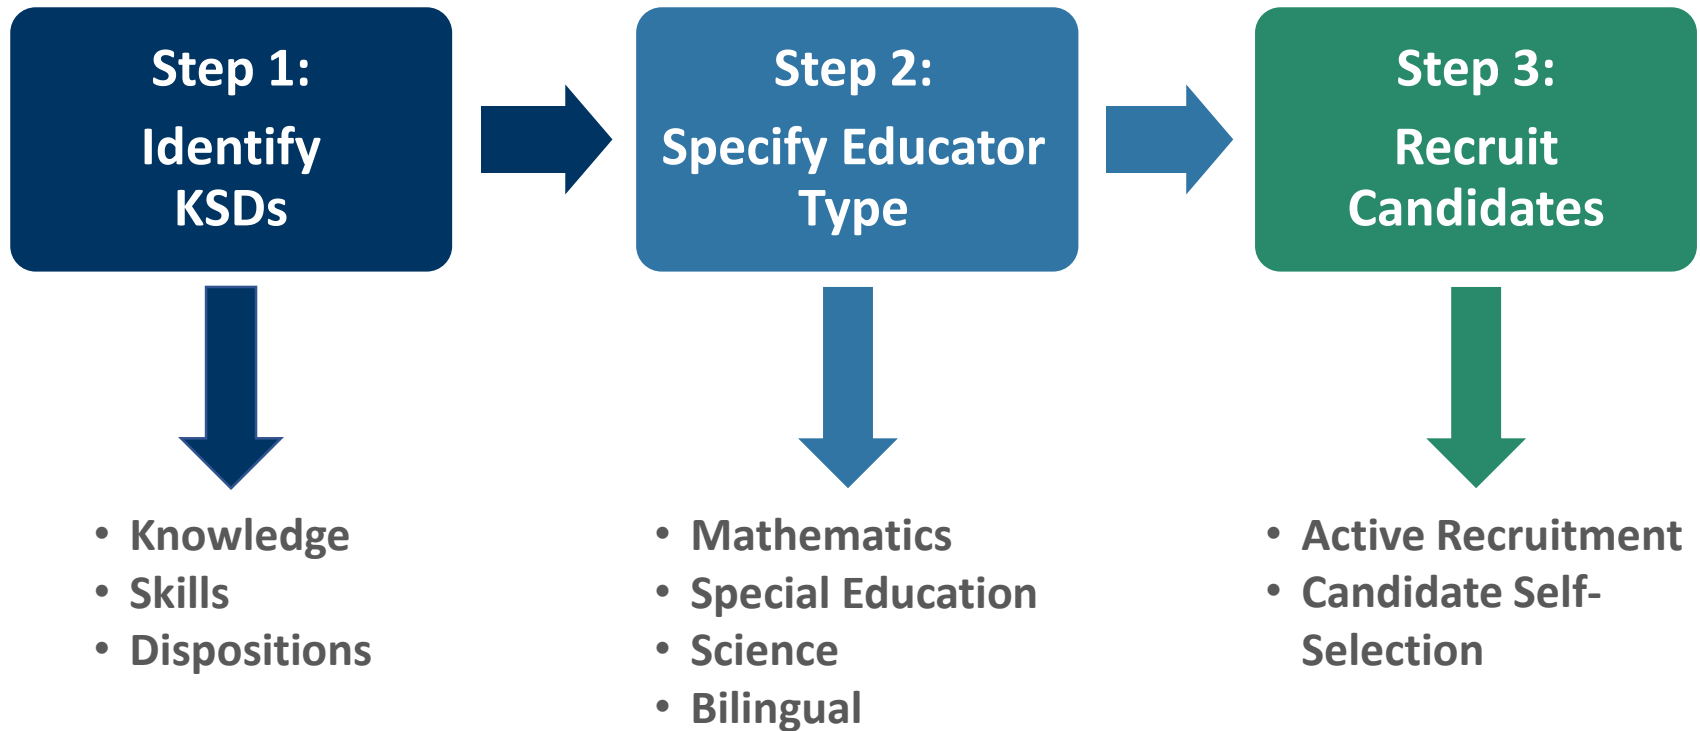 Step 1:
Identify
KSDs
Step 2:
Specify Educator
Type
Step 3:
Recruit
Candidates
• Knowledge
• Skills
• Dispositions
• Mathematics
• Special Education
• Science
• Bilingual
• Active Recruitment
• Candidate Self-
Selection